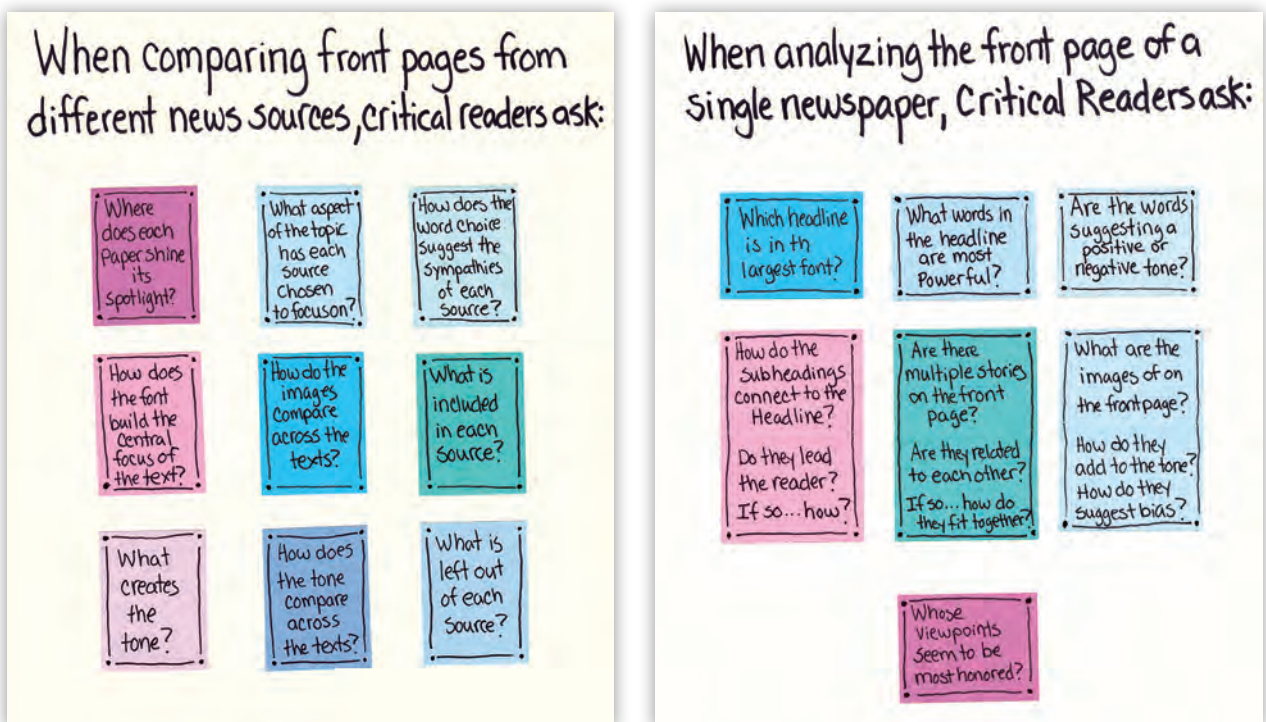 When comparing front pages from
different news sources, critical readers ask:
Where
does each
Paper shine
its
spotlight?
What aspect
of the topic
has each
source
chosen
to focus on?
How does the
word choice
suggest the
sympathies
of each
source?
How does
the font
build the
central
focus of
the text?
How do the
images
compare
across the
texts?
What is
included
in each
source?
What
creates
the
tone?
How does
the tone
compare
across
the texts?
What is
left out
of each
source?
When analyzing the front page of a
single newspaper, Critical Readers ask:
Which headline
is in th
largest font?
What words in
the headline
are most
Powerful?
Are the words
suggesting a
positive or
negative tone?
How do the
subheadings
connect to the
Headline?
Do they lead
the reader?
If so... how?
Are there
multiple stories
on the front
page?
Are they related
to each other?
If so... how do
they fit together?
What are the
images of on
the front page?
How do they
add to the tone?
How do they
suggest bias?
Whose
viewpoints
seem to be
most honored?